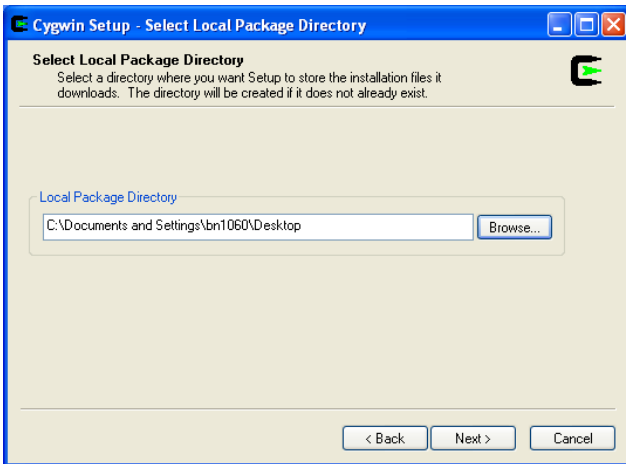 Cygwin Setup - Select Local Package Directory
Select Local Package Directory
Select a directory where you want Setup to store the installation files it
downloads. The directory will be created if it does not already exist.
Local Package Directory
C:\Documents and Settings\bn1060\Desktop
Browse...
< Back
Next >
Cancel